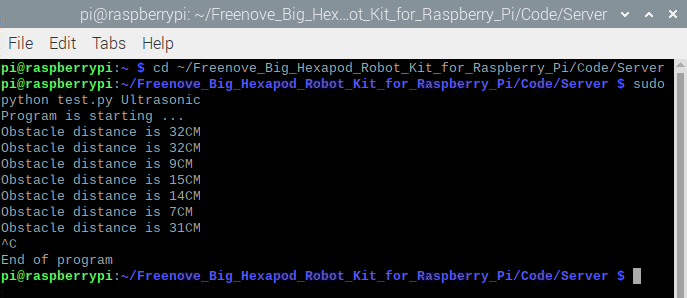 pi@raspberrypi: ~/Freenove_Big_Hex...ot_Kit_for_Raspberry_Pi/Code/Server
File Edit Tabs Help
pi@raspberrypi:~ $ cd ~/Freenove_Big_Hexapod_Robot_Kit_for_Raspberry_Pi/Code/Server
pi@raspberrypi:~/Freenove_Big_Hexapod_Robot_Kit_for_Raspberry_Pi/Code/Server $ sudo
python test.py Ultrasonic
Program is starting ...
Obstacle distance is 32CM
Obstacle distance is 32CM
Obstacle distance is 9CM
Obstacle distance is 15CM
Obstacle distance is 14CM
Obstacle distance is 7CM
Obstacle distance is 31CM
^C
End of program
pi@raspberrypi:~/Freenove_Big_Hexapod_Robot_Kit_for_Raspberry_Pi/Code/Server $